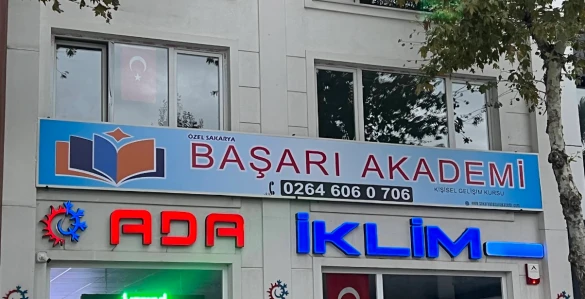 ÖZEL SAKARYA
BAŞARI AKADEMİ
KİŞİSEL GELİŞİM KURSU
0264 606 0 706
ADA İKLİM